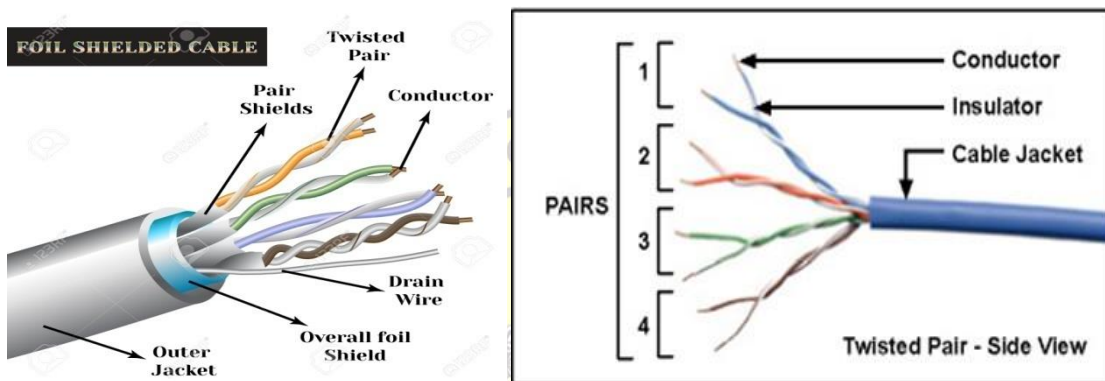 FOIL SHIELDED CABLE
Twisted
Pair
Pair
Shields
Conductor
Drain
Wire
Overall foil
Shield
Outer
Jacket
PAIRS
1
2
3
4
Conductor
Insulator
Cable Jacket
Twisted Pair - Side View